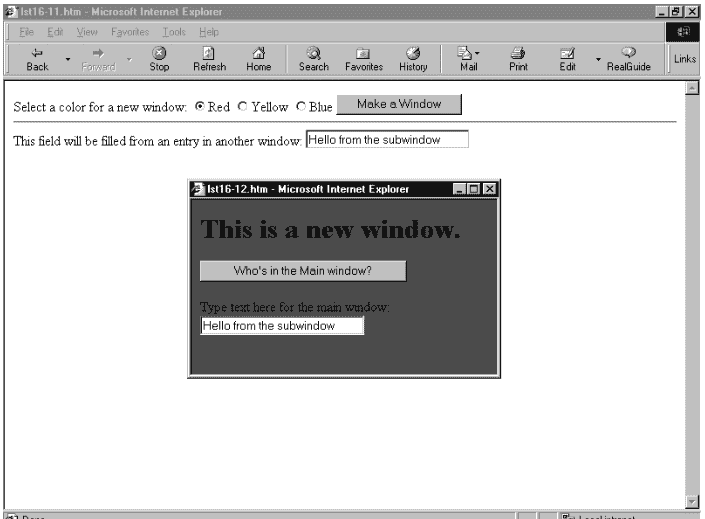 lst16-11.htm - Microsoft Internet Explorer
File Edit View Favorites Tools Help
Back Forward Stop Refresh Home Search Favorites History Mail Print Edit RealGuide Links
Select a color for a new window: Red Yellow Blue Make a Window
This field will be filled from an entry in another window: Hello from the subwindow
lst16-12.htm - Microsoft Internet Explorer
This is a new window.
Who's in the Main window?
Type text here for the main window:
Hello from the subwindow
Done Local intranet